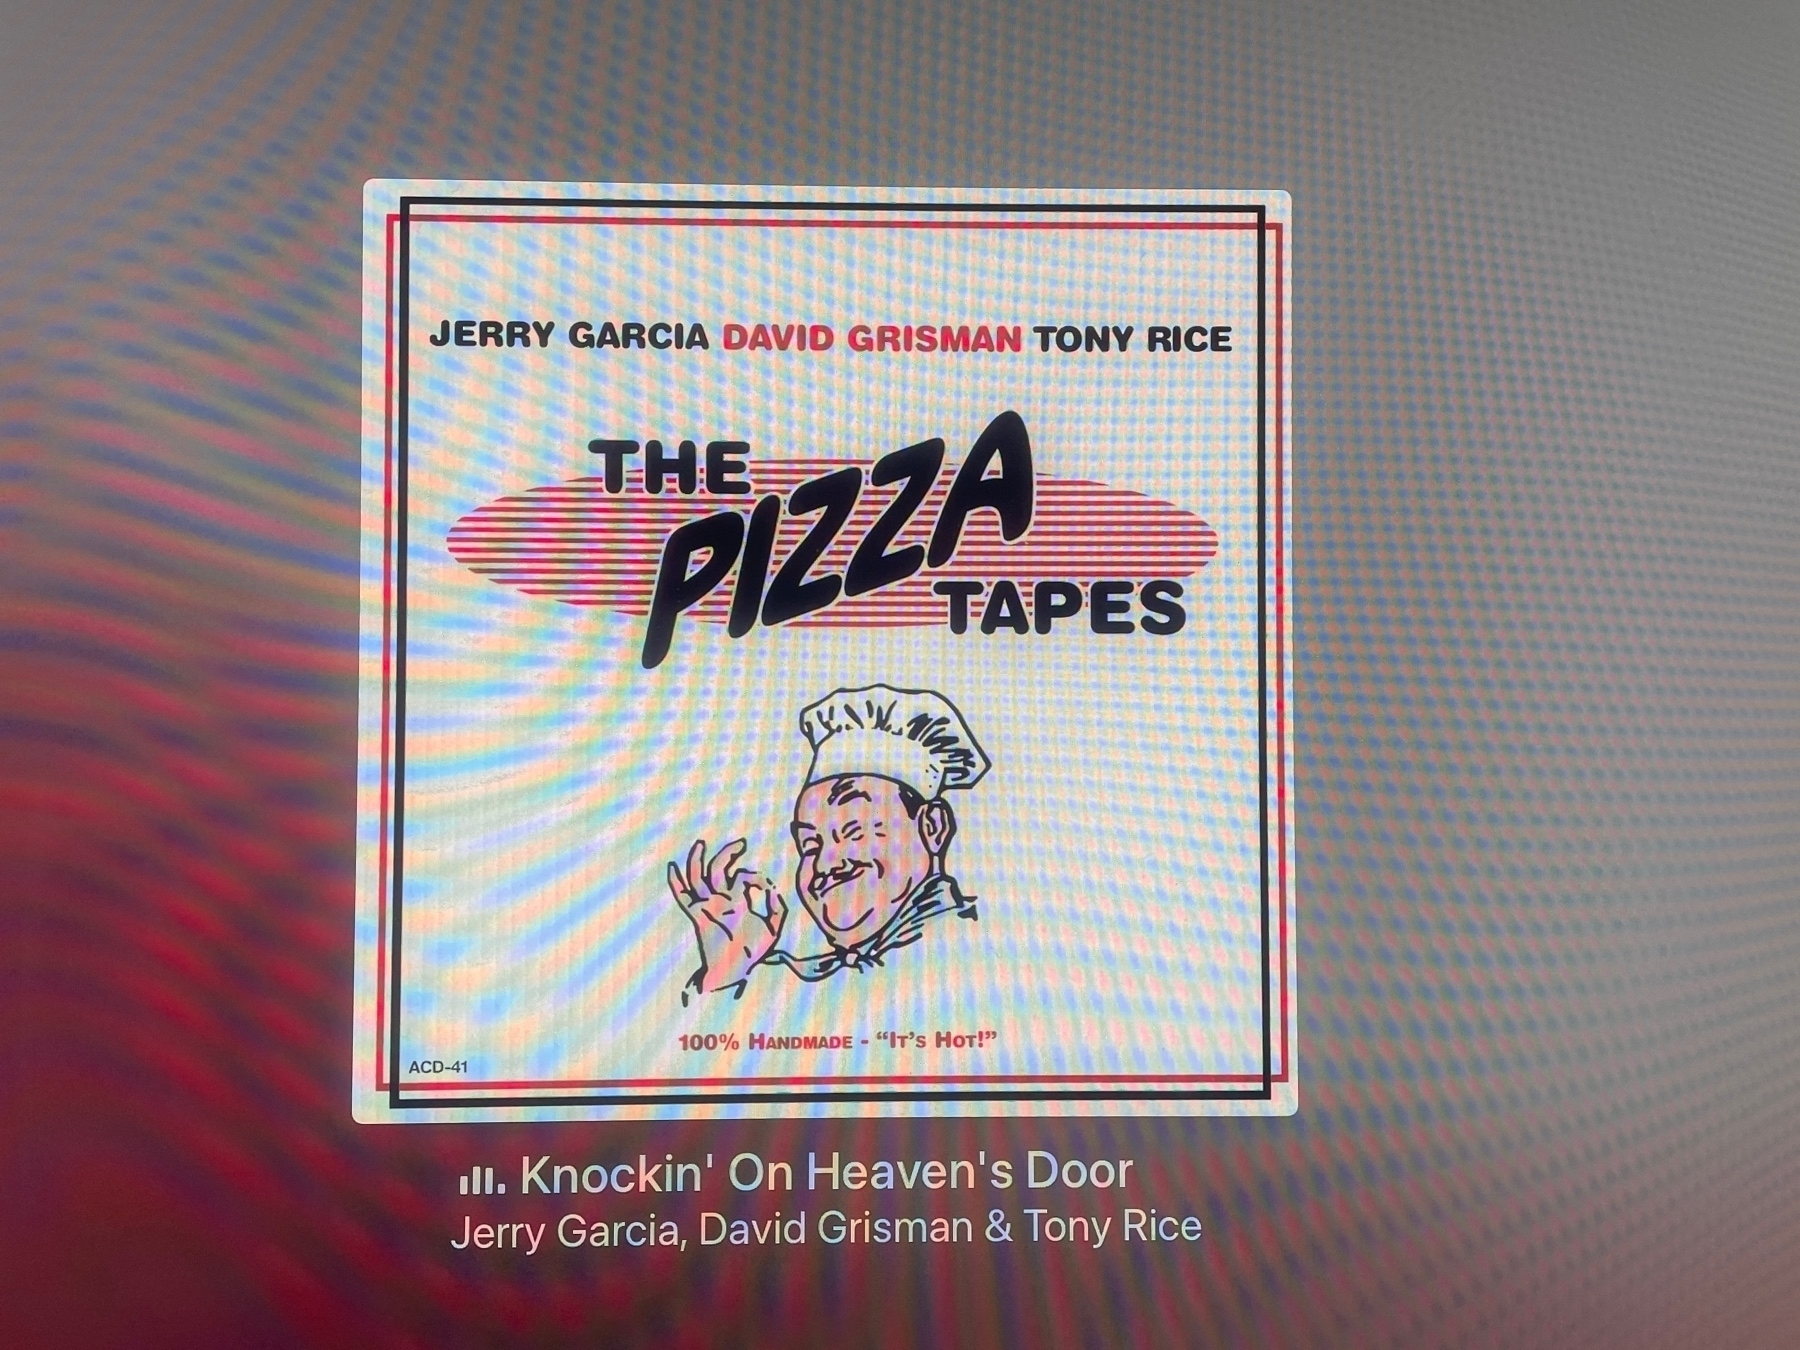 JERRY GARCIA DAVID GRISMAN TONY RICE
THE
PIZZA
TAPES
100% HANDMADE - “IT’S HOT!”
ACD-41
Knockin' On Heaven's Door
Jerry Garcia, David Grisman & Tony Rice